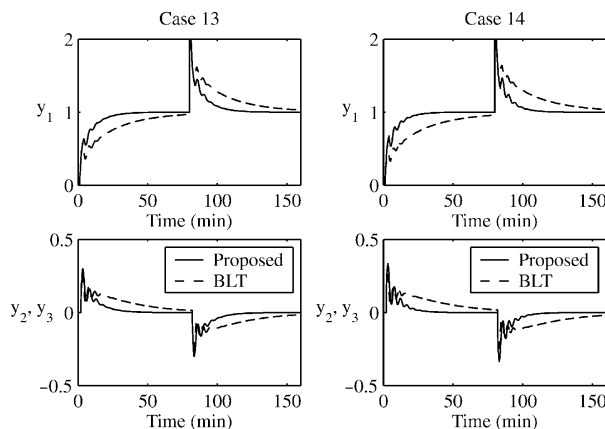 Case 13
2
y1
1
0
0 50 100 150
Time (min)
Case 14
2
y1
1
0
0 50 100 150
Time (min)
0.5
y2, y3
0
−0.5
Proposed
BLT
0 50 100 150
Time (min)
0.5
y2, y3
0
−0.5
Proposed
BLT
0 50 100 150
Time (min)